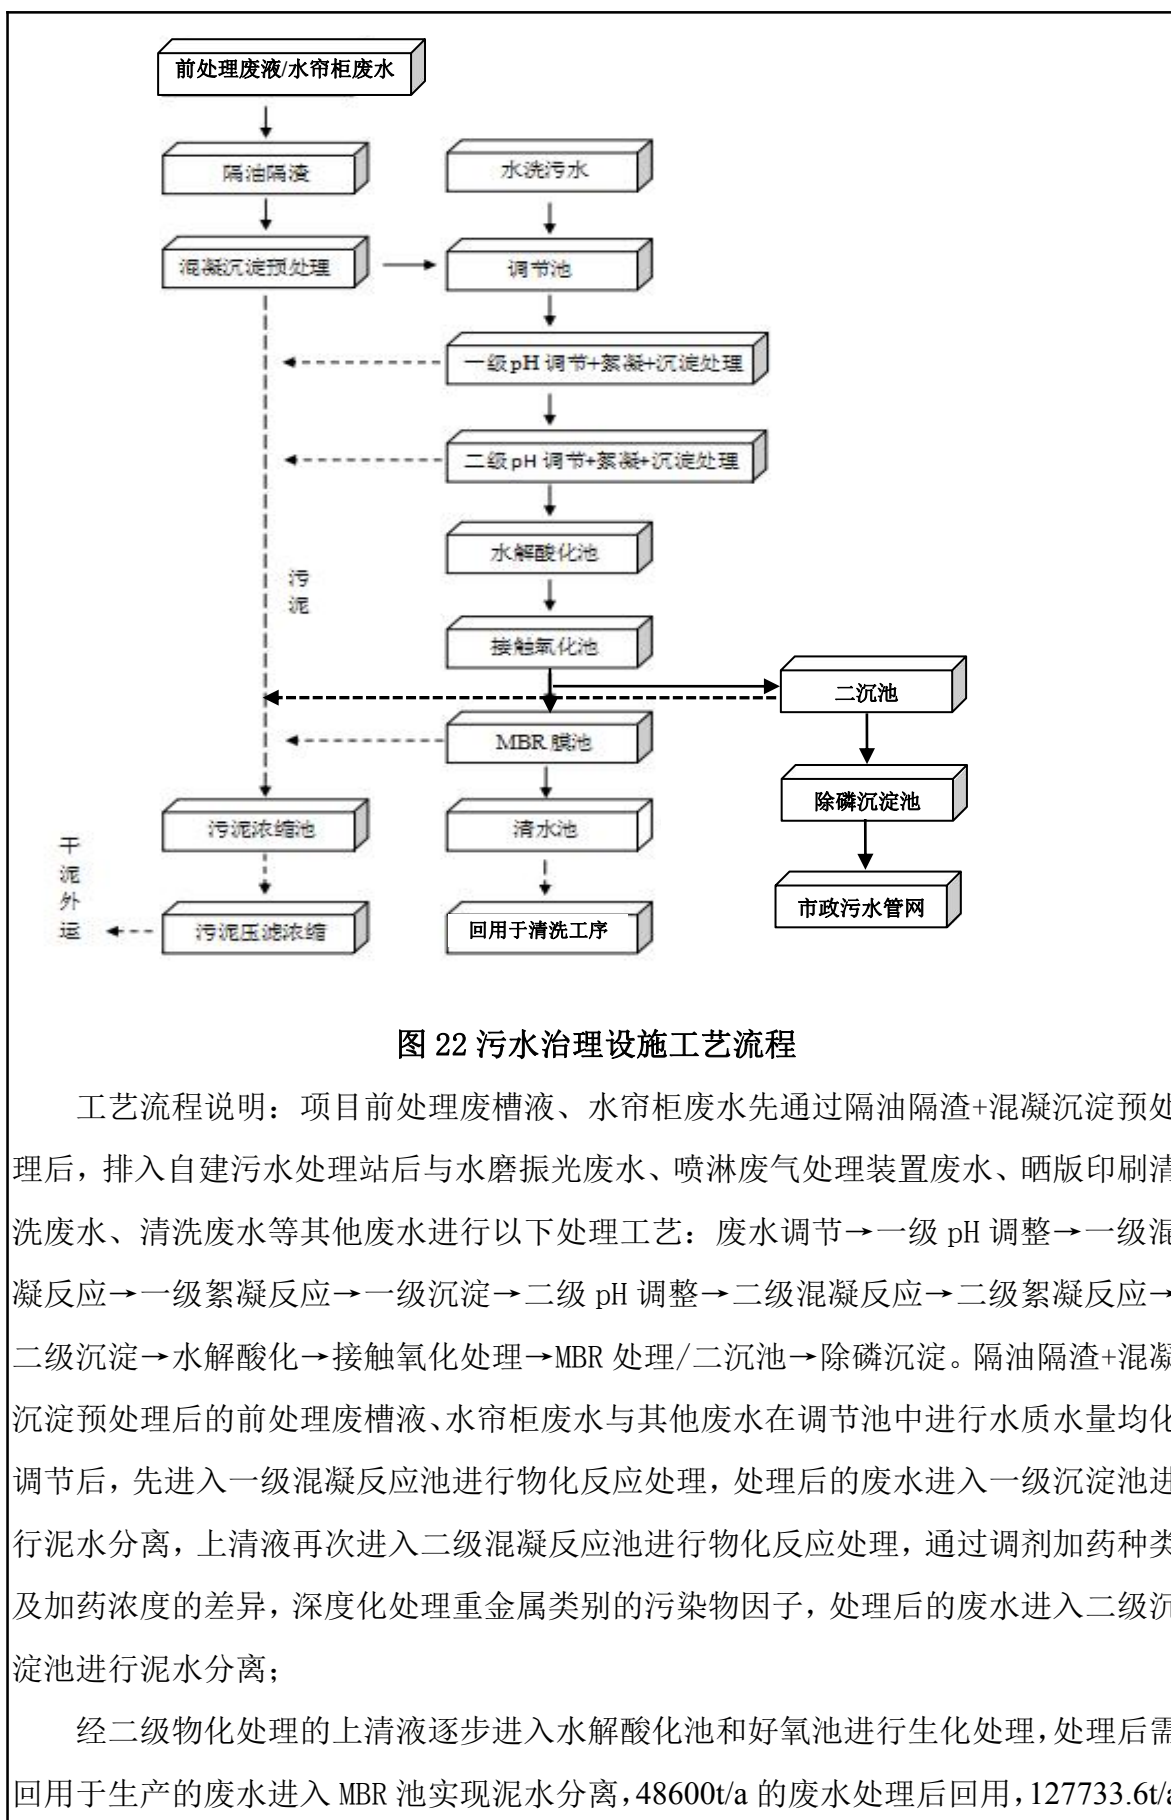 前处理废液/水帘柜废水
隔油隔渣
水洗污水
混凝沉淀预处理
调节池
一级pH 调节+絮凝+沉淀处理
二级pH 调节+絮凝+沉淀处理
水解酸化池
污
泥
接触氧化池
二沉池
MBR 膜池
除磷沉淀池
污泥浓缩池
清水池
干
泥
外
运
市政污水管网
污泥压滤浓缩
回用于清洗工序
图 22 污水治理设施工艺流程
工艺流程说明：项目前处理废槽液、水帘柜废水先通过隔油隔渣+混凝沉淀预处
理后，排入自建污水处理站后与水磨振光废水、喷淋废气处理装置废水、晒版印刷清
洗废水、清洗废水等其他废水进行以下处理工艺：废水调节→一级 pH 调整→一级混
凝反应→一级絮凝反应→一级沉淀→二级 pH 调整→二级混凝反应→二级絮凝反应→
二级沉淀→水解酸化→接触氧化处理→MBR 处理/二沉池→除磷沉淀。隔油隔渣+混凝
沉淀预处理后的前处理废槽液、水帘柜废水与其他废水在调节池中进行水质水量均化
调节后，先进入一级混凝反应池进行物化反应处理，处理后的废水进入一级沉淀池进
行泥水分离，上清液再次进入二级混凝反应池进行物化反应处理，通过调剂加药种类
及加药浓度的差异，深度化处理重金属类别的污染物因子，处理后的废水进入二级沉
淀池进行泥水分离；
经二级物化处理的上清液逐步进入水解酸化池和好氧池进行生化处理，处理后需
回用于生产的废水进入 MBR 池实现泥水分离，48600t/a 的废水处理后回用，127733.6t/a